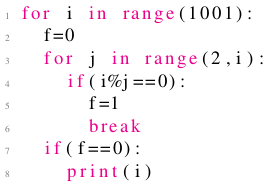 1 for i in range(1001):
2     f=0
3     for j in range(2,i):
4         if(i%j==0):
5             f=1
6             break
7     if(f==0):
8         print(i)